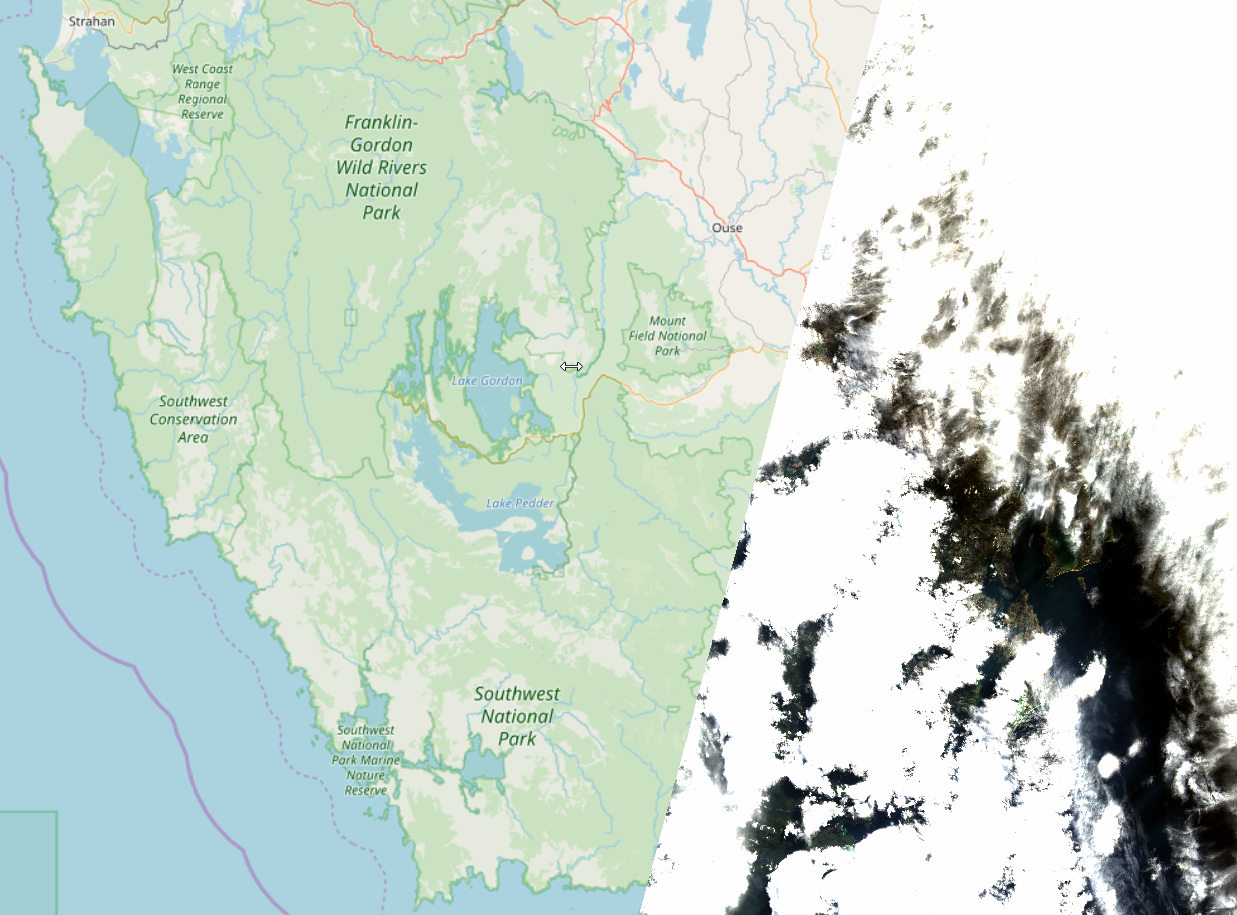 Strahan
West Coast
Range
Regional
Reserve
Franklin-
Gordon
Wild Rivers
National
Park
Ouse
Mount
Field National
Park
Lake Gordon
Southwest
Conservation
Area
Lake Pedder
Southwest
National
Park
Southwest
National
Park Marine
Nature
Reserve